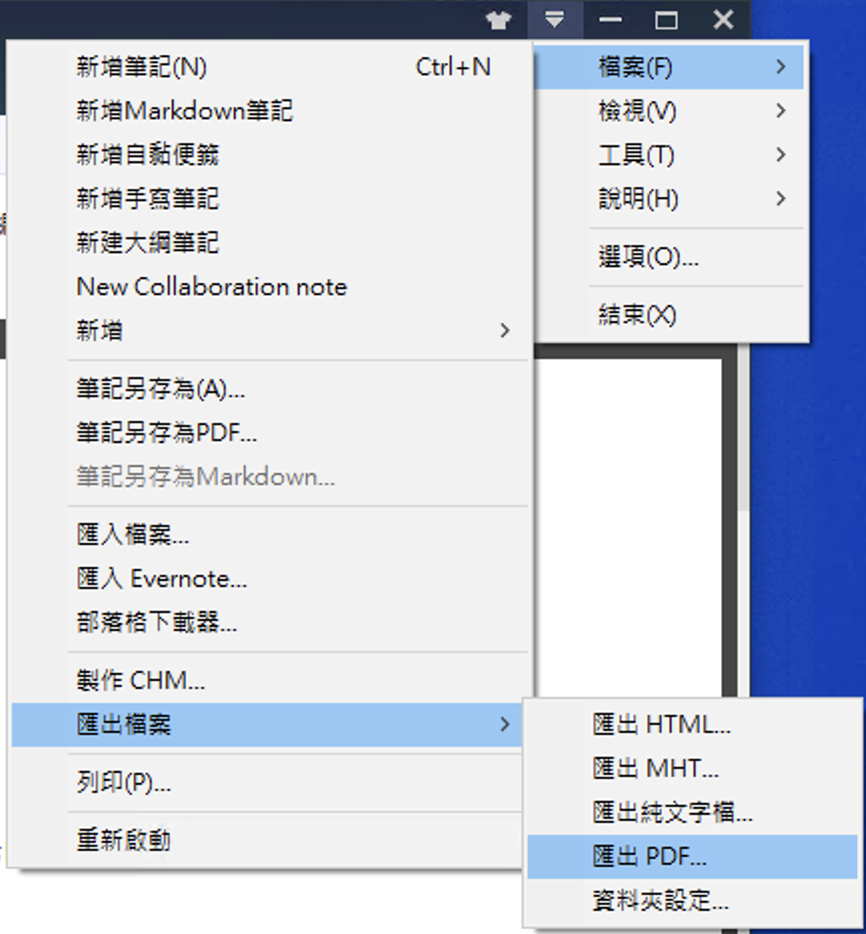 新增筆記(N) Ctrl+N
新增Markdown筆記
新增自黏便籤
新增手寫筆記
新建大綱筆記
New Collaboration note
新增
筆記另存為(A)...
筆記另存為PDF...
筆記另存為Markdown...
匯入檔案...
匯入 Evernote...
部落格下載器...
製作 CHM...
匯出檔案
列印(P)...
重新啟動
檔案(F)
檢視(V)
工具(T)
說明(H)
選項(O)...
結束(X)
匯出 HTML...
匯出 MHT...
匯出純文字檔...
匯出 PDF...
資料夾設定...